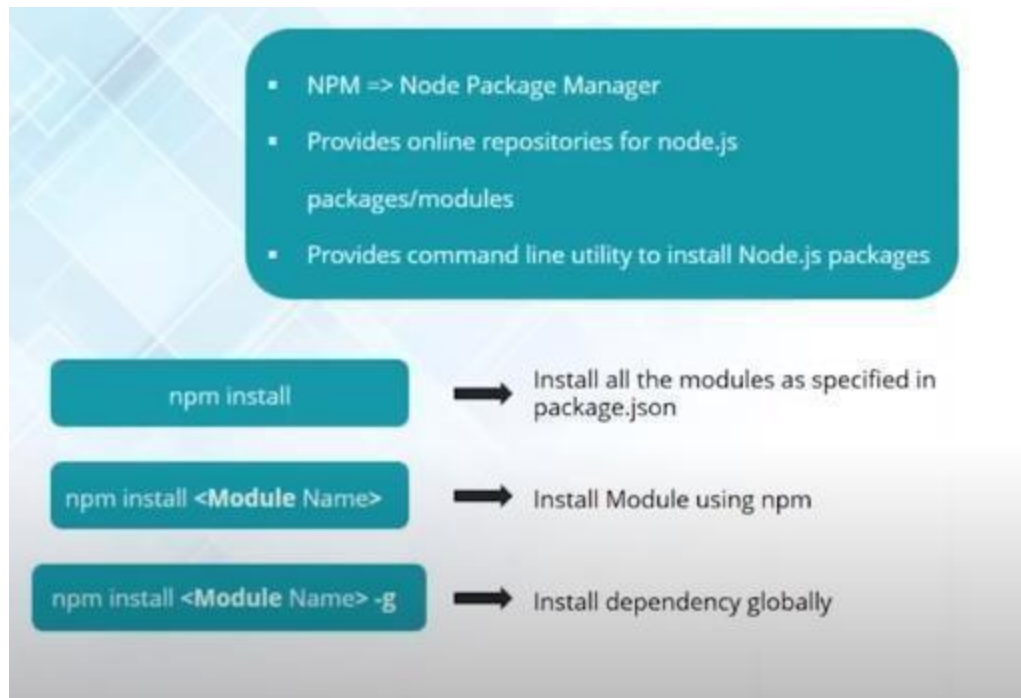 ▪ NPM => Node Package Manager
▪ Provides online repositories for node.js
packages/modules
▪ Provides command line utility to install Node.js packages
npm install
Install all the modules as specified in
package.json
npm install <Module Name>
Install Module using npm
npm install <Module Name> -g
Install dependency globally